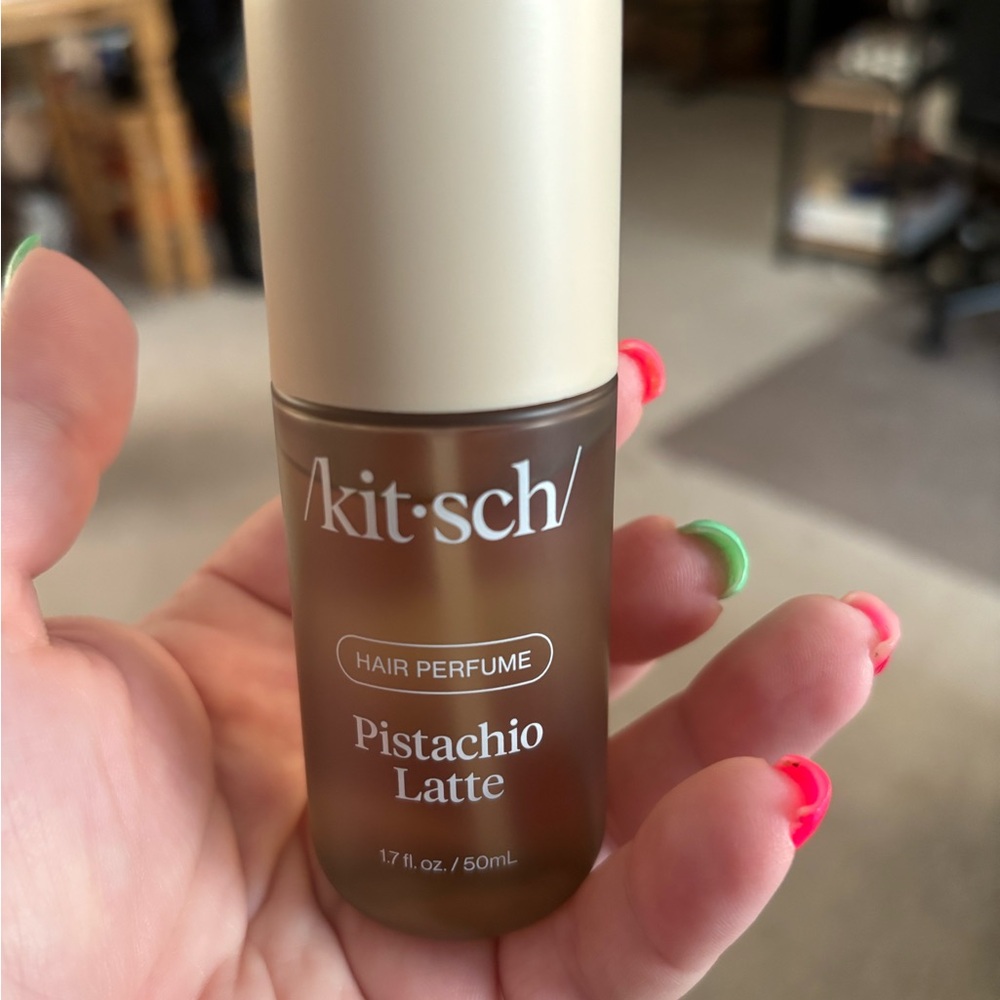 /kit·sch/
HAIR PERFUME
Pistachio
Latte
1.7 fl. oz. / 50mL